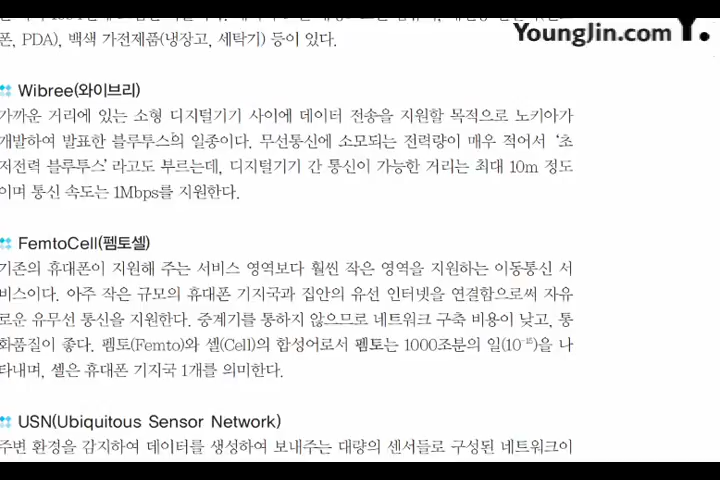 YoungJin.com Y.
폰, PDA), 백색 가전제품(냉장고, 세탁기) 등이 있다.
Wibree(와이브리)
가까운 거리에 있는 소형 디지털기기 사이에 데이터 전송을 지원할 목적으로 노키아가
개발하여 발표한 블루투스의 일종이다. 무선통신에 소모되는 전력량이 매우 적어서 ‘초
저전력 블루투스’라고도 부르는데, 디지털기기 간 통신이 가능한 거리는 최대 10m 정도
이며 통신 속도는 1Mbps를 지원한다.
FemtoCell(펨토셀)
기존의 휴대폰이 지원해 주는 서비스 영역보다 훨씬 작은 영역을 지원하는 이동통신 서
비스이다. 아주 작은 규모의 휴대폰 기지국과 집안의 유선 인터넷을 연결함으로써 자유
로운 유무선 통신을 지원한다. 중계기를 통하지 않으므로 네트워크 구축 비용이 낮고, 통
화품질이 좋다. 펨토(Femto)와 셀(Cell)의 합성어로서 펨토는 1000조분의 일(10⁻¹⁵)을 나
타내며, 셀은 휴대폰 기지국 1개를 의미한다.
USN(Ubiquitous Sensor Network)
주변 환경을 감지하여 데이터를 생성하여 보내주는 대량의 센서들로 구성된 네트워크이